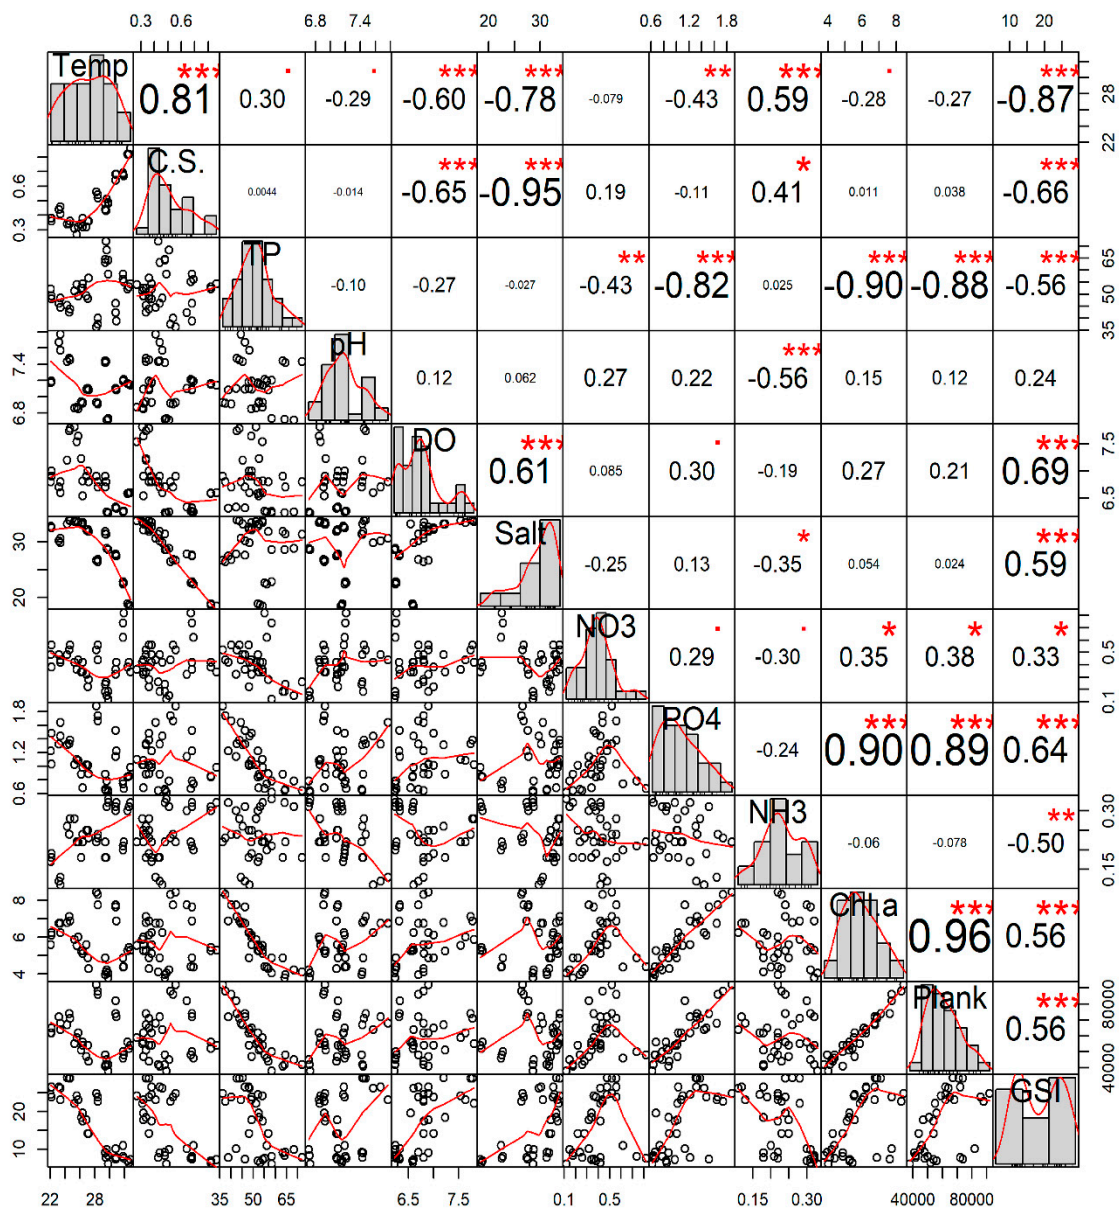 0.3 0.6 6.8 7.4 20 30 0.6 1.2 1.8 4 6 8 10 20
Temp 0.81 *** 0.30 . -0.29 . -0.60 *** -0.78 *** -0.079 -0.43 ** 0.59 *** -0.28 . -0.27 -0.87 *** 22 28
0.3 0.6 C.S. 0.0044 -0.014 -0.65 *** -0.95 *** 0.19 -0.11 0.41 * 0.011 0.038 -0.66 ***
TP -0.10 -0.27 -0.027 -0.43 ** -0.82 *** 0.025 -0.90 *** -0.88 *** -0.56 *** 35 50 65
6.8 7.4 pH 0.12 0.062 0.27 0.22 -0.56 *** 0.15 0.12 0.24
DO 0.61 *** 0.085 0.30 . -0.19 0.27 0.21 0.69 *** 6.5 7.5
20 30 Salt -0.25 0.13 -0.35 * 0.054 0.024 0.59 ***
NO3 0.29 . -0.30 . 0.35 * 0.38 * 0.33 * 0.1 0.5
0.6 1.2 1.8 PO4 -0.24 0.90 *** 0.89 *** 0.64 ***
NH3 -0.06 -0.078 -0.50 ** 0.15 0.30
4 6 8 Chl.a 0.96 *** 0.56 ***
Plank 0.56 *** 40000 80000
10 20 GSI
22 28 35 50 65 6.5 7.5 0.1 0.5 0.15 0.30 40000 80000